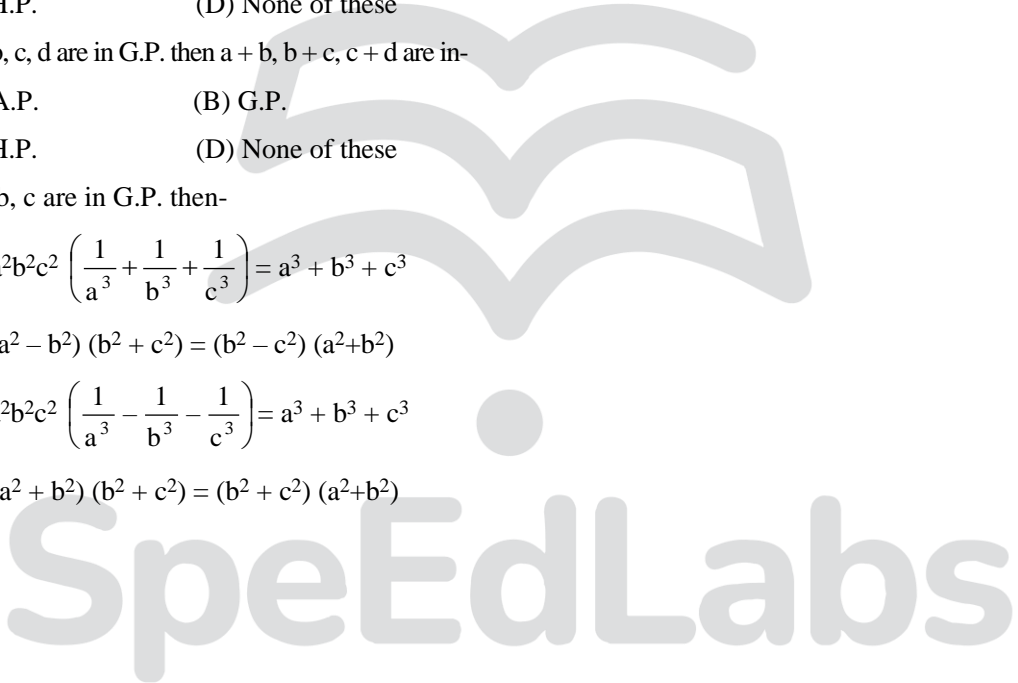 H.P. (D) None of these
b, c, d are in G.P. then a + b, b + c, c + d are in-
A.P. (B) G.P.
H.P. (D) None of these
b, c are in G.P. then-
a²b²c² (1/a³ + 1/b³ + 1/c³) = a³ + b³ + c³
a² – b²) (b² + c²) = (b² – c²) (a²+b²)
²b²c² (1/a³ – 1/b³ – 1/c³) = a³ + b³ + c³
a² + b²) (b² + c²) = (b² + c²) (a²+b²)
SpeEdLabs